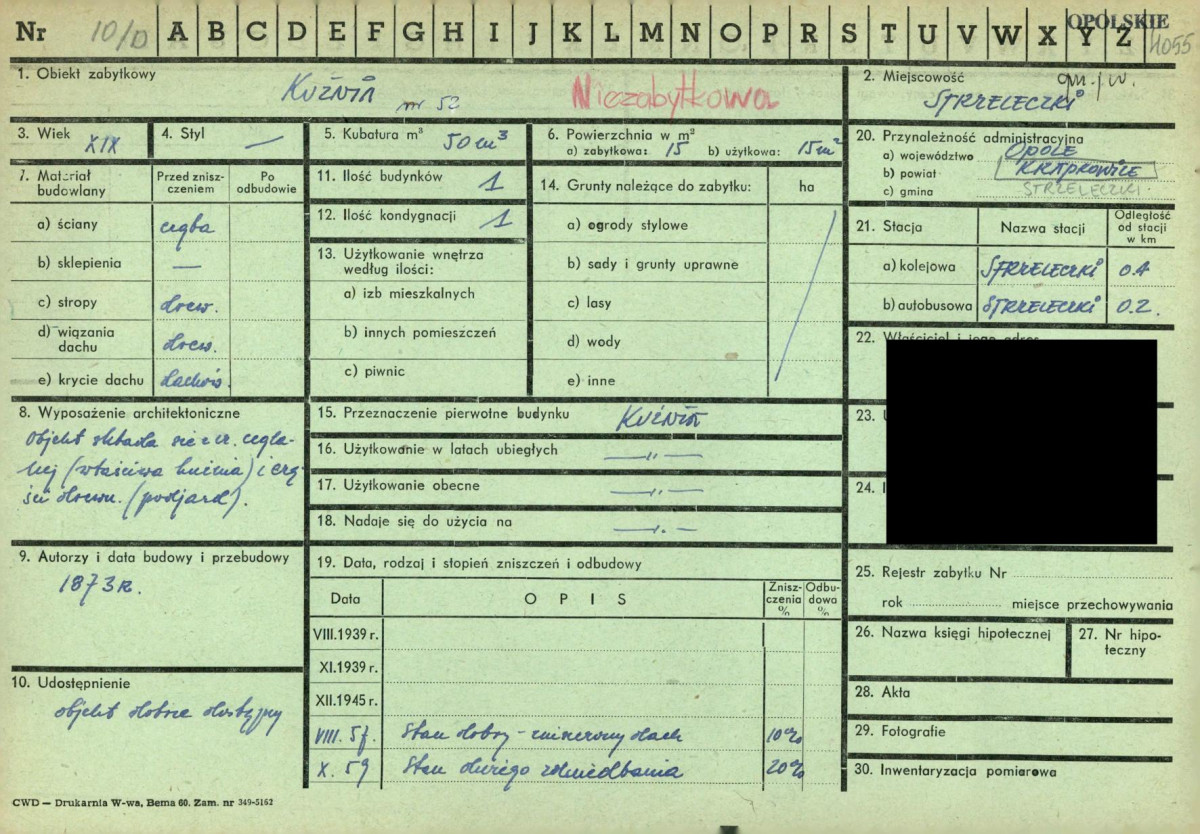 Nr 10/D A B C D E F G H I J K L M N O P R S T U V W X Y Z OPOLSKIE 4055
1. Obiekt zabytkowy
Kuźnia nr 52 Niezabytkowa
2. Miejscowość gm. j/w.
STRZELECZKI
3. Wiek XIX
4. Styl —
5. Kubatura m³ 50 m³
6. Powierzchnia w m²
a) zabytkowa: 15 b) użytkowa: 15 m²
20. Przynależność administracyjna
a) województwo OPOLE
b) powiat KRAPKOWICE
c) gmina STRZELECZKI
7. Materiał budowlany
Przed zniszczeniem
Po odbudowie
a) ściany cegła
b) sklepienia —
c) stropy drew.
d) wiązania dachu drew.
e) krycie dachu dachów.
11. Ilość budynków 1
12. Ilość kondygnacji 1
13. Użytkowanie wnętrza
według ilości:
a) izb mieszkalnych
b) innych pomieszczeń
c) piwnic
14. Grunty należące do zabytku: ha
a) ogrody stylowe
b) sady i grunty uprawne
c) lasy
d) wody
e) inne
21. Stacja Nazwa stacji Odległość od stacji w km
a) kolejowa STRZELECZKI 0.4
b) autobusowa STRZELECZKI 0.2.
22. Właściciel i jego adres
23.
24.
8. Wyposażenie architektoniczne
Objekt składa się z cz. cegla-
nej (właściwa kuźnia) i czę-
ści drewn. (podjazd).
15. Przeznaczenie pierwotne budynku Kuźnia
16. Użytkowanie w latach ubiegłych —„—
17. Użytkowanie obecne —„—
18. Nadaje się do użycia na —„—
9. Autorzy i data budowy i przebudowy
1873 r.
19. Data, rodzaj i stopień zniszczeń i odbudowy
Data OPIS Zniszczenia % Odbudowa %
VIII.1939 r.
XI.1939 r.
XII.1945 r.
VIII. 57 Stan dobry - zniszczony dach 10%
X. 59 Stan dużego zaniedbania 20%
10. Udostępnienie
objekt dobrze dostępny
25. Rejestr zabytku Nr
rok miejsce przechowywania
26. Nazwa księgi hipotecznej
27. Nr hipoteczny
28. Akta
29. Fotografie
30. Inwentaryzacja pomiarowa
CWD — Drukarnia W-wa, Bema 60. Zam. nr 349-5162